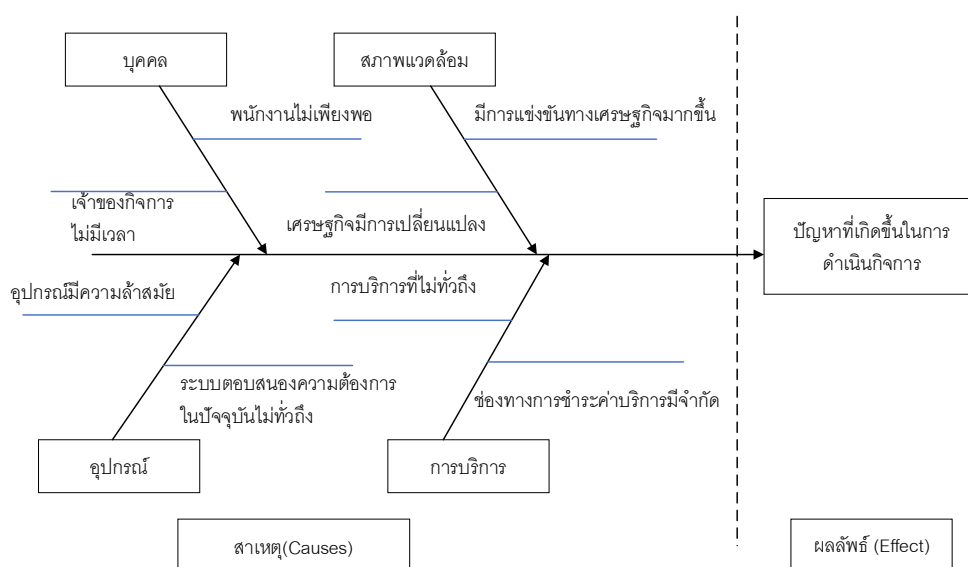 บุคคล
สภาพแวดล้อม
พนักงานไม่เพียงพอ
มีการแข่งขันทางเศรษฐกิจมากขึ้น
เจ้าของกิจการ
ไม่มีเวลา
เศรษฐกิจมีการเปลี่ยนแปลง
ปัญหาที่เกิดขึ้นในการ
ดำเนินกิจการ
อุปกรณ์มีความล้าสมัย
การบริการที่ไม่ทั่วถึง
ระบบตอบสนองความต้องการ
ในปัจจุบันไม่ทั่วถึง
ช่องทางการชำระค่าบริการมีจำกัด
อุปกรณ์
การบริการ
สาเหตุ(Causes)
ผลลัพธ์ (Effect)